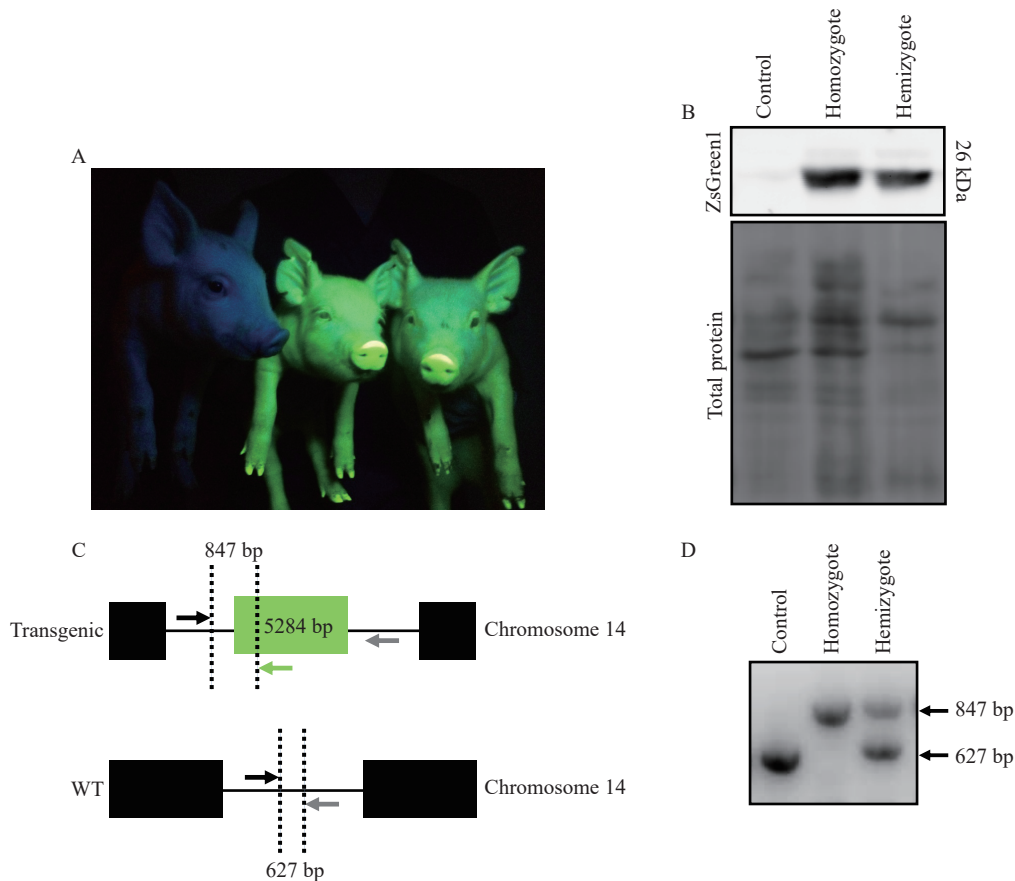 A
B
Control
Homozygote
Hemizygote
ZsGreen1
26 kDa
Total protein
C
847 bp
Transgenic
5284 bp
Chromosome 14
WT
Chromosome 14
627 bp
D
Control
Homozygote
Hemizygote
847 bp
627 bp